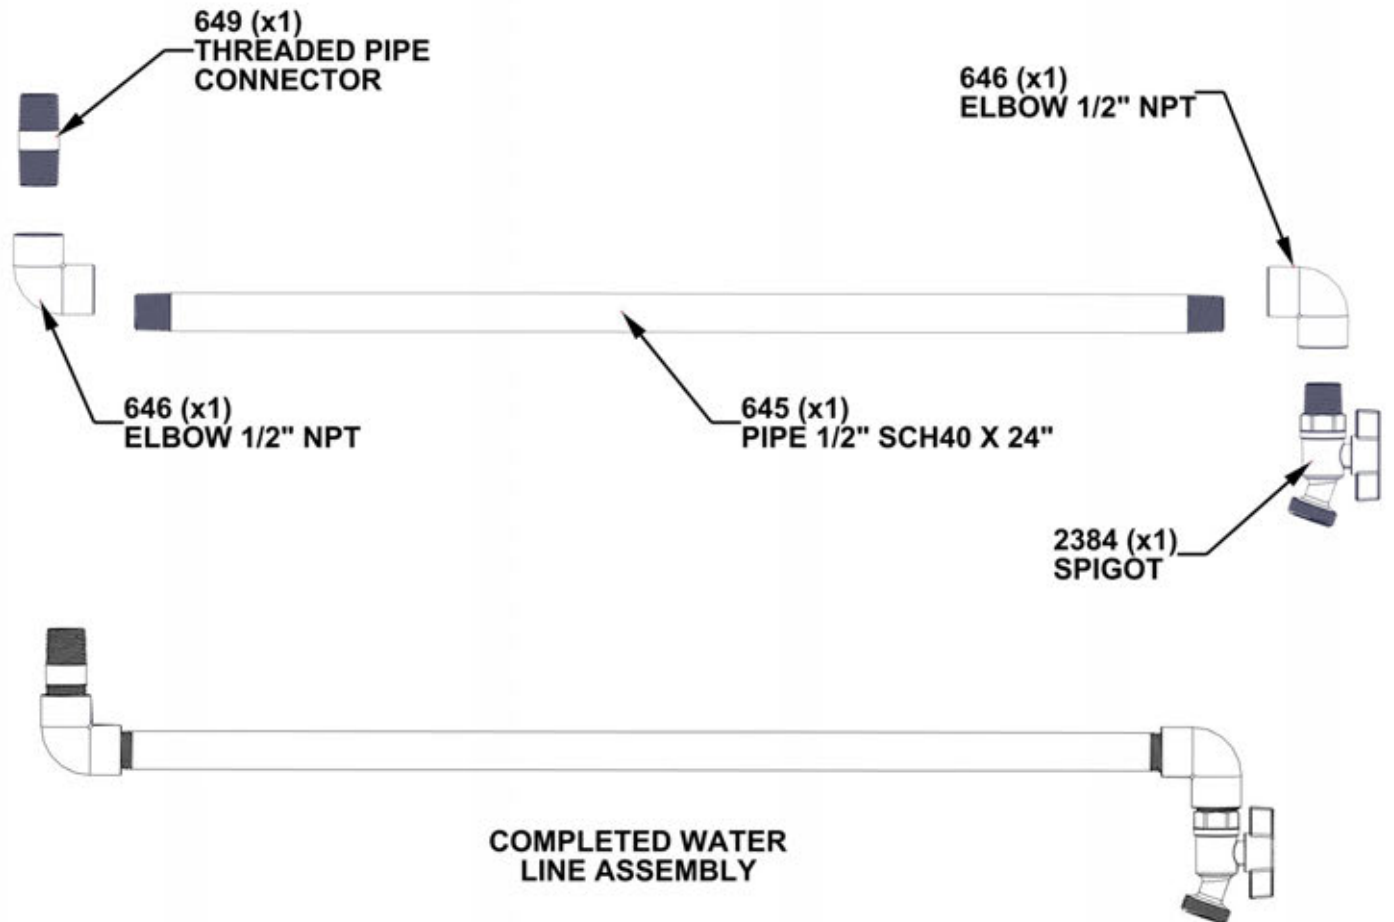 649 (x1)
THREADED PIPE
CONNECTOR
646 (x1)
ELBOW 1/2" NPT
646 (x1)
ELBOW 1/2" NPT
645 (x1)
PIPE 1/2" SCH40 X 24"
2384 (x1)
SPIGOT
COMPLETED WATER
LINE ASSEMBLY